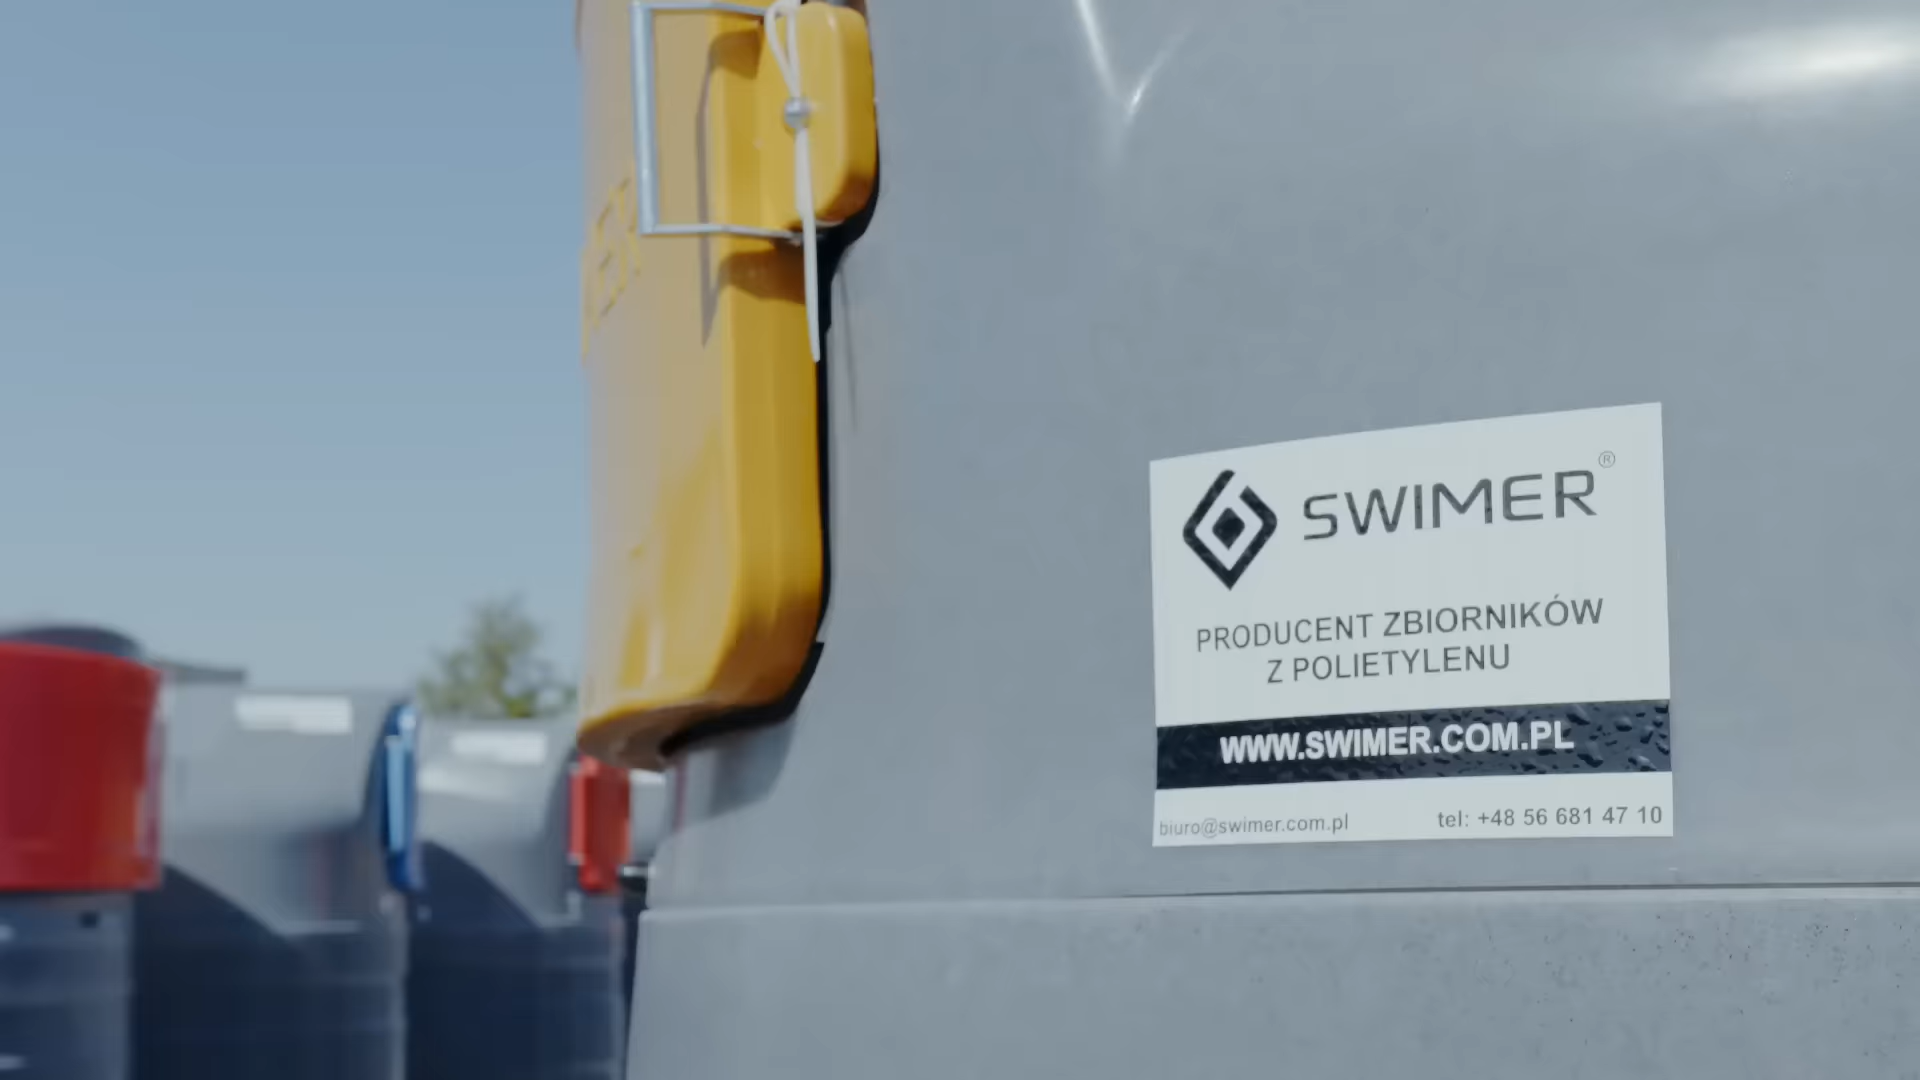 SWIMER®
PRODUCENT ZBIORNIKÓW
Z POLIETYLENU
WWW.SWIMER.COM.PL
biuro@swimer.com.pl tel: +48 56 681 47 10